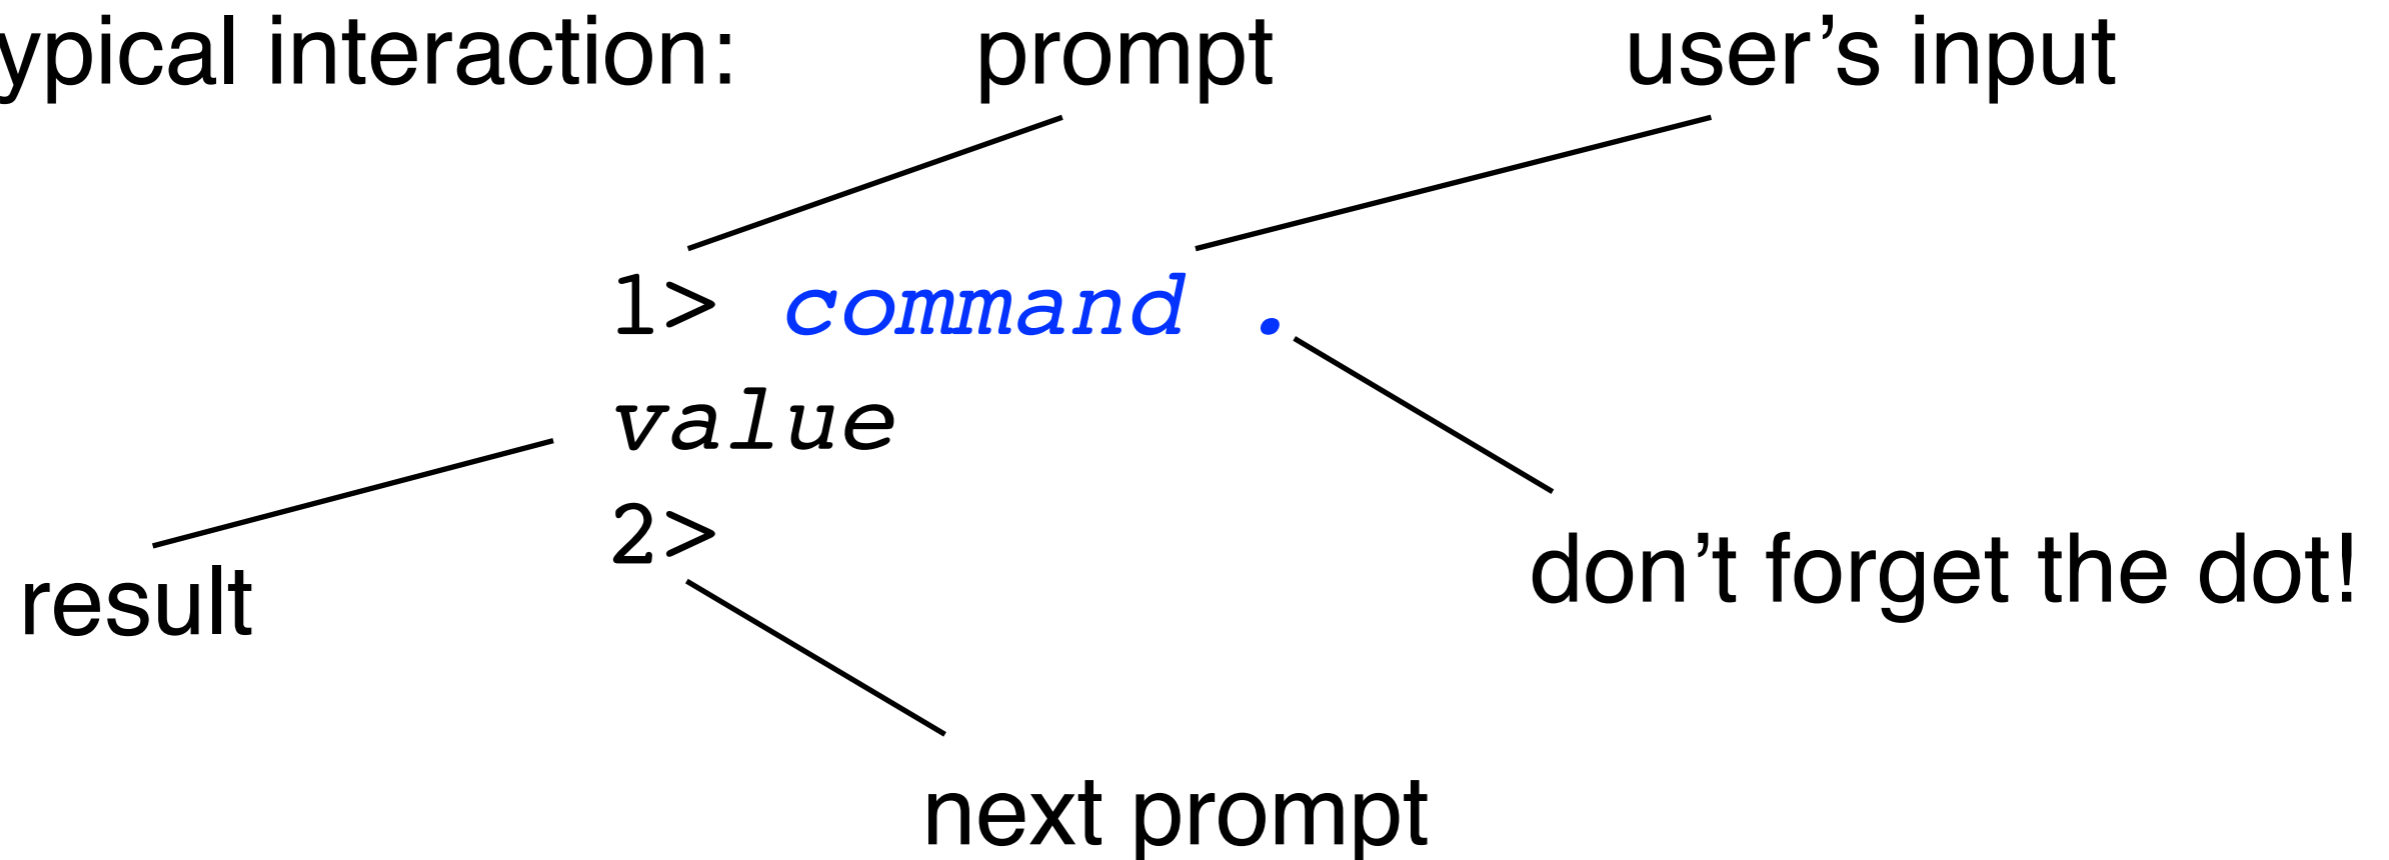 ypical interaction: prompt user’s input
1> command .
value
2>
result
don’t forget the dot!
next prompt